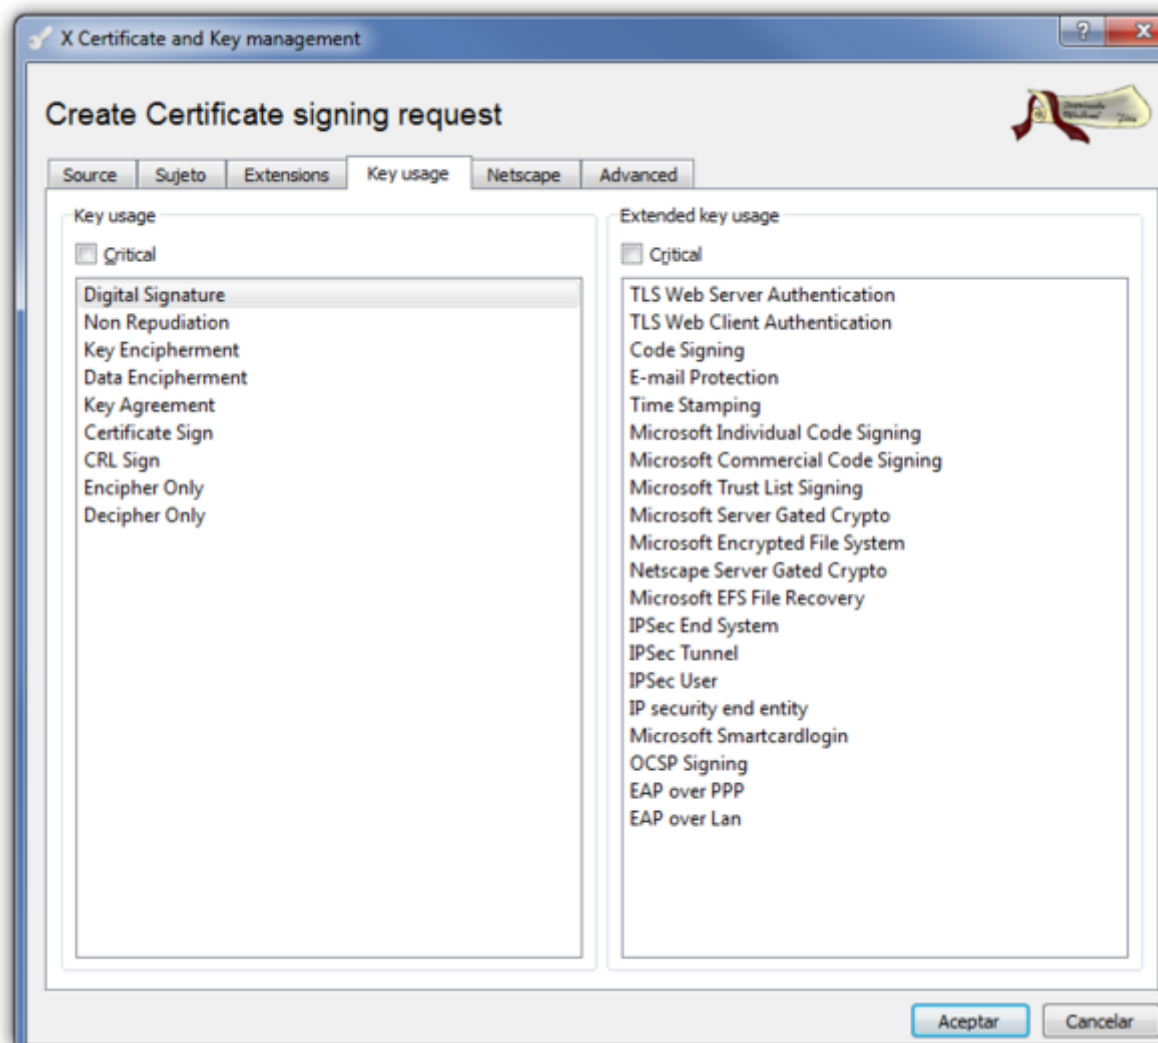 X Certificate and Key management
?
X
Create Certificate signing request
Source Sujeto Extensions Key usage Netscape Advanced
Key usage
Critical
Digital Signature
Non Repudiation
Key Encipherment
Data Encipherment
Key Agreement
Certificate Sign
CRL Sign
Encipher Only
Decipher Only
Extended key usage
Critical
TLS Web Server Authentication
TLS Web Client Authentication
Code Signing
E-mail Protection
Time Stamping
Microsoft Individual Code Signing
Microsoft Commercial Code Signing
Microsoft Trust List Signing
Microsoft Server Gated Crypto
Microsoft Encrypted File System
Netscape Server Gated Crypto
Microsoft EFS File Recovery
IPSec End System
IPSec Tunnel
IPSec User
IP security end entity
Microsoft Smartcardlogin
OCSP Signing
EAP over PPP
EAP over Lan
Aceptar Cancelar